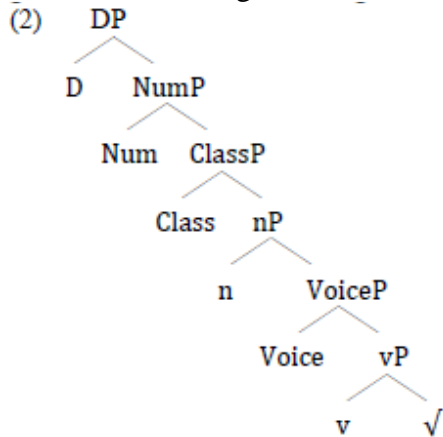 (2) DP
D NumP
Num ClassP
Class nP
n VoiceP
Voice vP
v √